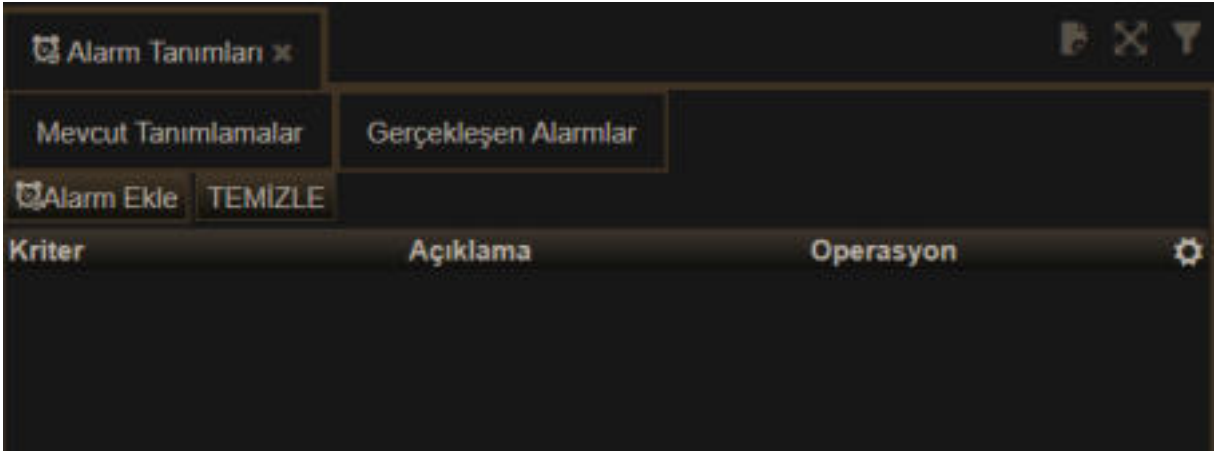 Alarm Tanımları
Mevcut Tanımlamalar Gerçekleşen Alarmlar
Alarm Ekle TEMİZLE
Kriter Açıklama Operasyon